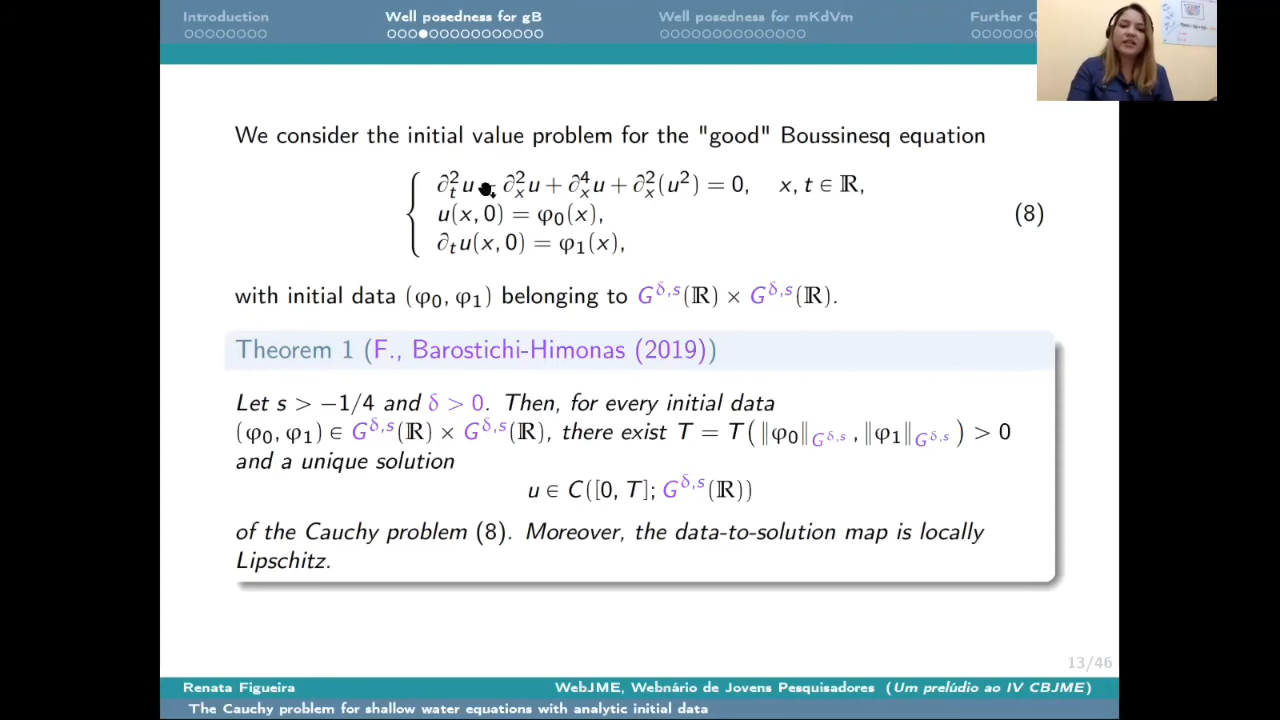 Introduction Well posedness for gB Well posedness for mKdVm Further
We consider the initial value problem for the "good" Boussinesq equation
∂²ₜu - ∂²ₓu + ∂⁴ₓu + ∂²ₓ(u²) = 0, x, t ∈ ℝ,
u(x, 0) = φ₀(x),
(8)
∂ₜu(x, 0) = φ₁(x),
with initial data (φ₀, φ₁) belonging to G^δ,s(ℝ) × G^δ,s(ℝ).
Theorem 1 (F., Barostichi-Himonas (2019))
Let s > −1/4 and δ > 0. Then, for every initial data
(φ₀, φ₁) ∈ G^δ,s(ℝ) × G^δ,s(ℝ), there exist T = T(‖φ₀‖_G^δ,s, ‖φ₁‖_G^δ,s) > 0
and a unique solution
u ∈ C([0, T]; G^δ,s(ℝ))
of the Cauchy problem (8). Moreover, the data-to-solution map is locally
Lipschitz.
13/46
Renata Figueira WebJME, Webnário de Jovens Pesquisadores (Um prelúdio ao IV CBJME)
The Cauchy problem for shallow water equations with analytic initial data